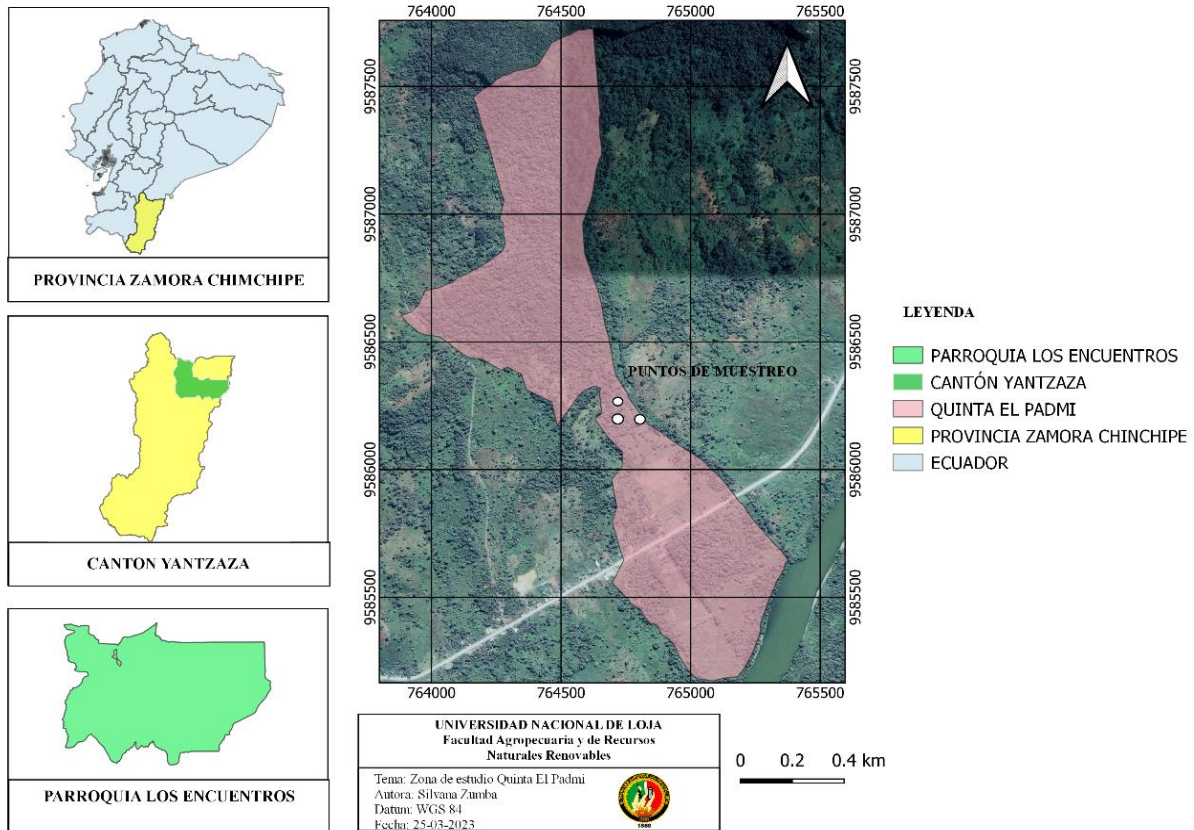 PROVINCIA ZAMORA CHIMCHIPE
CANTON YANTZAZA
PARROQUIA LOS ENCUENTROS
764000 764500 765000 765500
9587500 9587500
9587000 9587000
9586500 9586500
PUNTOS DE MUESTREO
9586000 9586000
9585500 9585500
764000 764500 765000 765500
LEYENDA
PARROQUIA LOS ENCUENTROS
CANTÓN YANTZAZA
QUINTA EL PADMI
PROVINCIA ZAMORA CHINCHIPE
ECUADOR
UNIVERSIDAD NACIONAL DE LOJA
Facultad Agropecuaria y de Recursos
Naturales Renovables
Tema: Zona de estudio Quinta El Padmi
Autora: Silvana Zumba
Datum: WGS 84
Fecha: 25-03-2023
1880
0 0.2 0.4 km